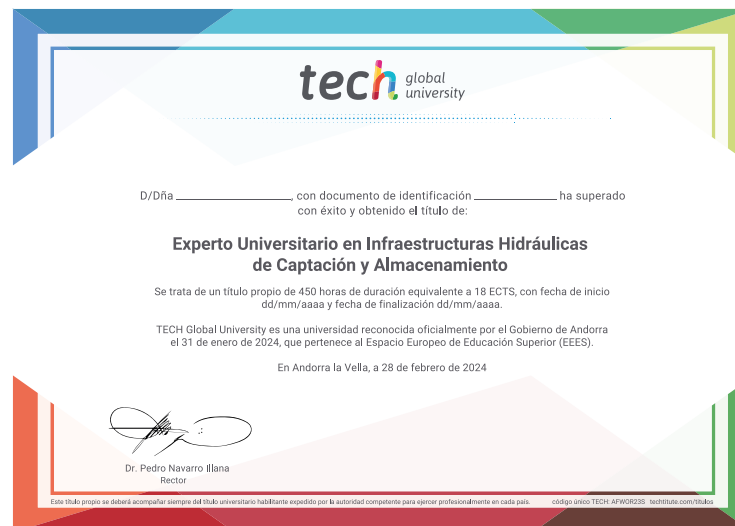 tech global university
D/Dña ______________, con documento de identificación ______________ ha superado
con éxito y obtenido el título de:
Experto Universitario en Infraestructuras Hidráulicas
de Captación y Almacenamiento
Se trata de un título propio de 450 horas de duración equivalente a 18 ECTS, con fecha de inicio
dd/mm/aaaa y fecha de finalización dd/mm/aaaa.
TECH Global University es una universidad reconocida oficialmente por el Gobierno de Andorra
el 31 de enero de 2024, que pertenece al Espacio Europeo de Educación Superior (EEES).
En Andorra la Vella, a 28 de febrero de 2024
Dr. Pedro Navarro Illana
Rector
Este título propio se deberá acompañar siempre del título universitario habilitante expedido por la autoridad competente para ejercer profesionalmente en cada país. código único TECH: AFWOR23S techtitute.com/titulos